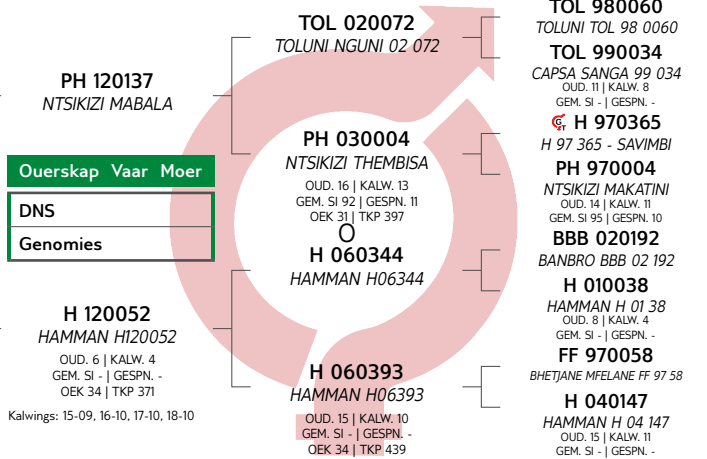 PH 120137
NTSIKIZI MABALA
Ouerskap Vaar Moer
DNS
Genomies
H 120052
HAMMAN H120052
OUD. 6 | KALW. 4
GEM. SI - | GESPN. -
OEK 34 | TKP 371
Kalwings: 15-09, 16-10, 17-10, 18-10
TOL 020072
TOLUNI NGUNI 02 072
PH 030004
NTSIKIZI THEMBISA
OUD. 16 | KALW. 13
GEM. SI 92 | GESPN. 11
OEK 31 | TKP 397
O
H 060344
HAMMAN H06344
H 060393
HAMMAN H06393
OUD. 15 | KALW. 10
GEM. SI - | GESPN. -
OEK 34 | TKP 439
TOL 980060
TOLUNI TOL 98 0060
TOL 990034
CAPSA SANGA 99 034
OUD. 11 | KALW. 8
GEM. SI - | GESPN. -
H 970365
H 97 365 - SAVIMBI
PH 970004
NTSIKIZI MAKATINI
OUD. 14 | KALW. 11
GEM. SI 95 | GESPN. 10
BBB 020192
BANBRO BBB 02 192
H 010038
HAMMAN H 01 38
OUD. 8 | KALW. 4
GEM. SI - | GESPN. -
FF 970058
BHETJANE MFELANE FF 97 58
H 040147
HAMMAN H 04 147
OUD. 15 | KALW. 11
GEM. SI - | GESPN. -